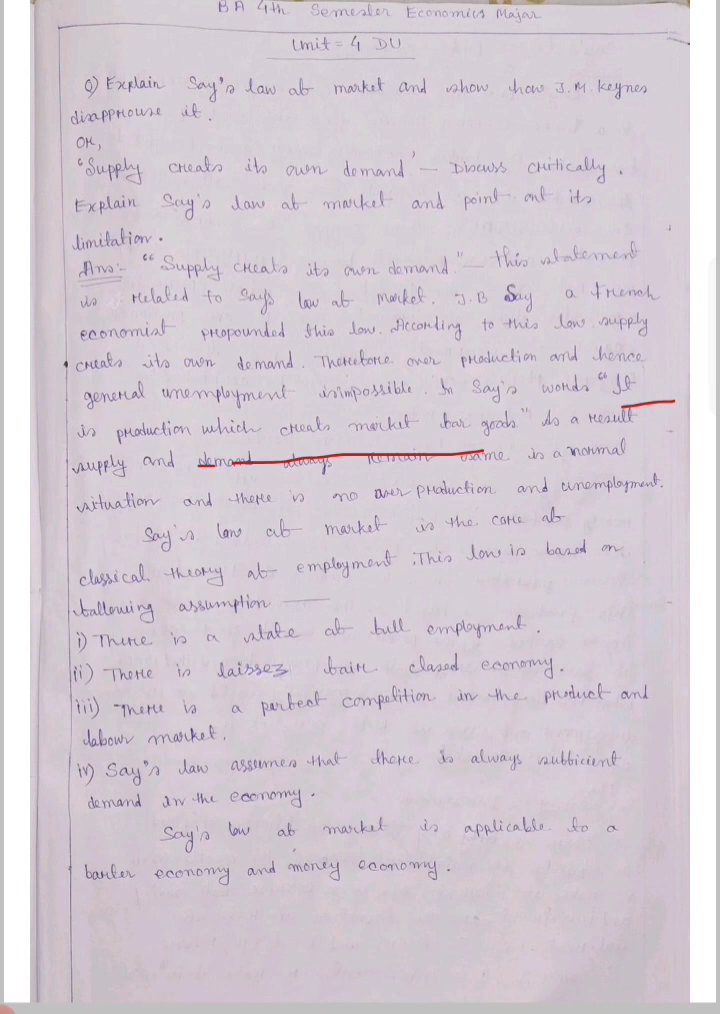 BA 4th Semester Economics Major
Unit = 4 DU
Q) Explain Say's law of market and show how J.M. Keynes
disapprouse it.
OR,
"Supply creats its own demand' — Discuss critically.
Explain Say's law of market and point out its
limitation.
Ans:- "Supply creats its own demand." — this statement
is related to Say's law of market. J.B Say a french
economist propounded this law. According to this law supply
creats its own demand. Therefore over production and hence
general unemployment is impossible. In Say's words "It
is production which creats market for goods" As a result
supply and demand always remain same is a normal
situation and there is no over production and unemployment.
Say's law of market is the core of
classical theory of employment. This law is based on
following assumption —
i) There is a state of full employment.
ii) There is laissez faire closed economy.
iii) There is a perfect competition in the product and
labour market.
iv) Say's law assumes that there is always sufficient
demand in the economy.
Say's law of market is applicable to a
barter economy and money economy.